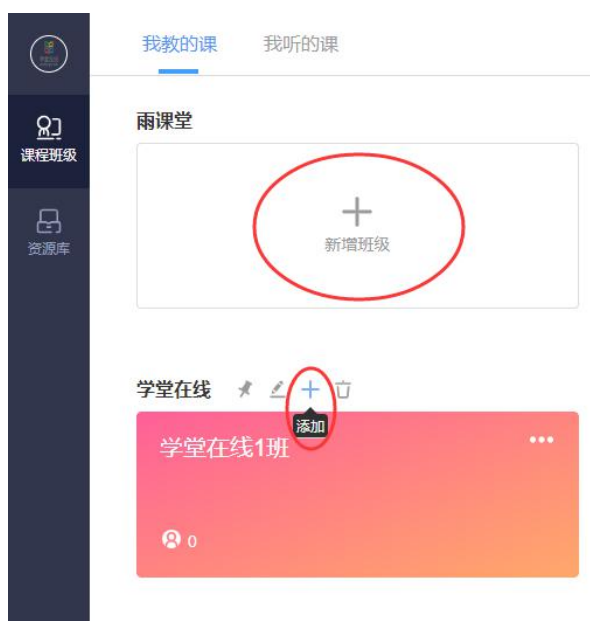 我教的课 我听的课
课程班级
资源库
雨课堂
新增班级
学堂在线
添加
学堂在线1班
0